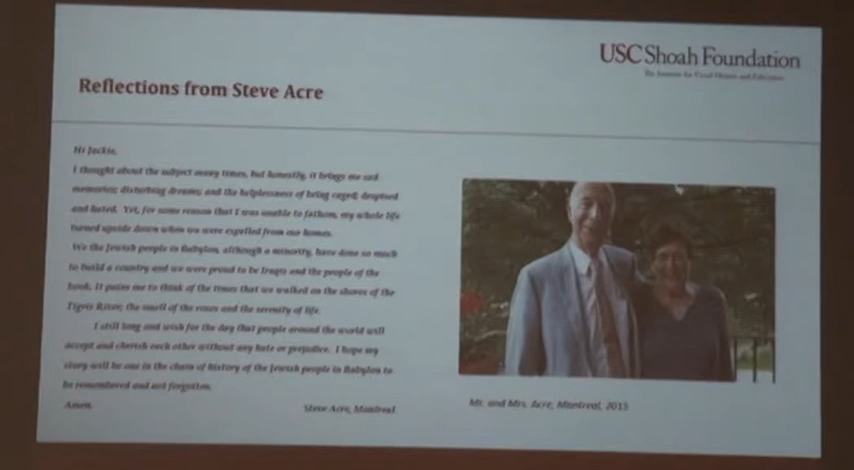 USC Shoah Foundation
The Institute for Visual History and Education
Reflections from Steve Acre
Hi Jackie,
I thought about the subject many times, but honestly, it brings me sad
memories; disturbing dreams; and the helplessness of being caged; despised
and hated. Yet, for some reason that I was unable to fathom, my whole life
turned upside down when we were expelled from our homes.
We the Jewish people in Babylon, although a minority, have done so much
to build a country and we were proud to be Iraqis and the people of the
book. It pains me to think of the times that we walked on the shores of the
Tigris River; the smell of the roses and the serenity of life.
I still long and wish for the day that people around the world will
accept and cherish each other without any hate or prejudice. I hope my
story will be one in the chain of history of the Jewish people in Babylon to
be remembered and not forgotten.
Amen.
Steve Acre, Montreal
Mr. and Mrs. Acre, Montreal, 2015